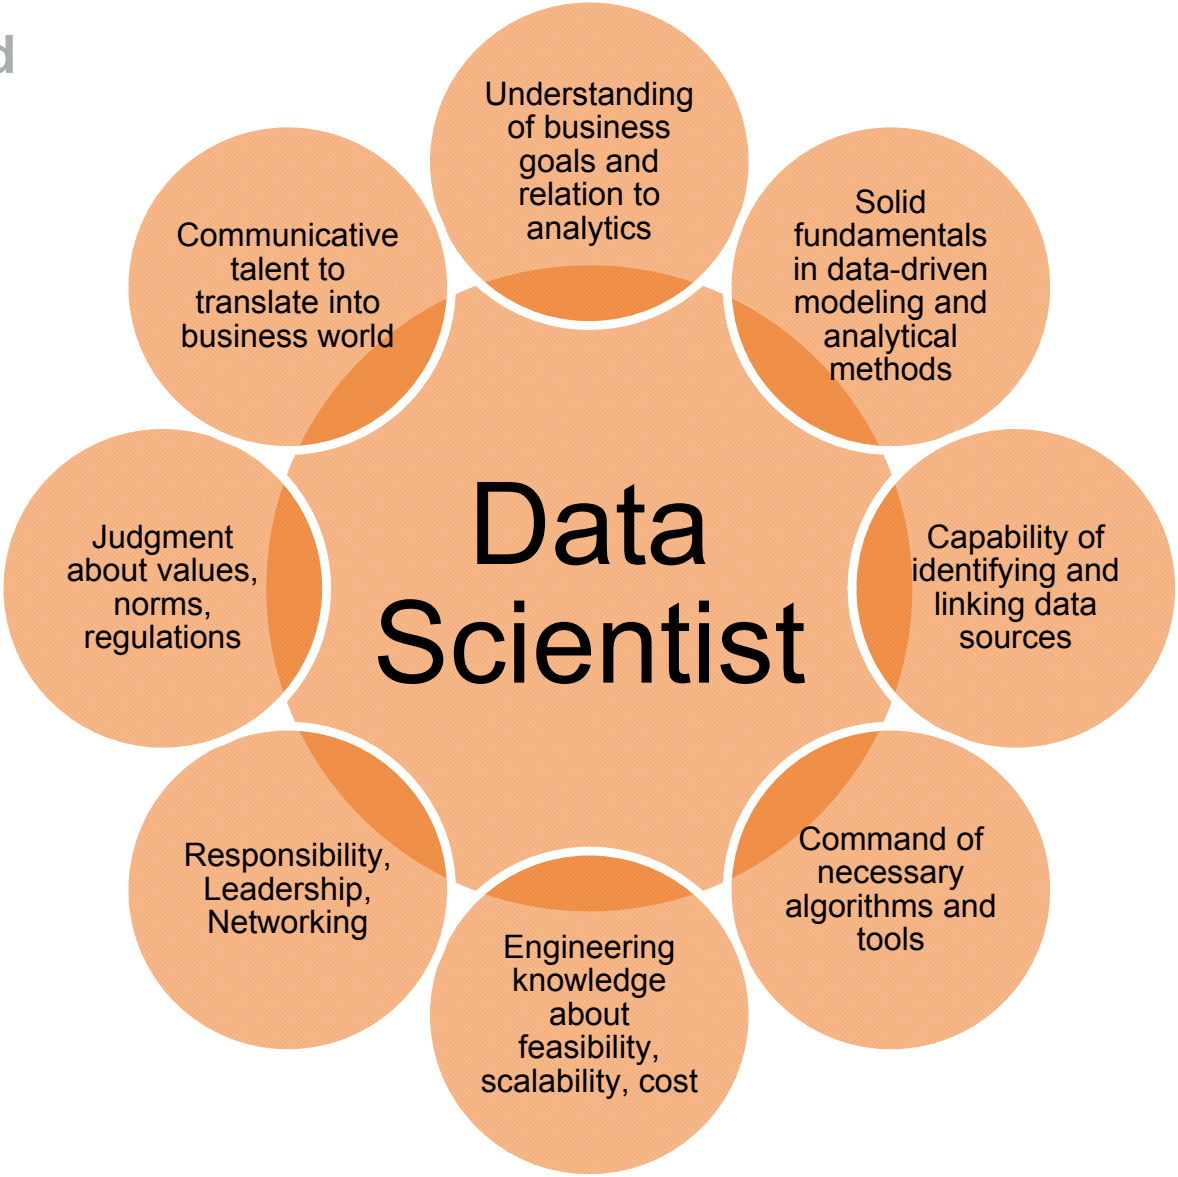 d
Understanding
of business
goals and
relation to
analytics
Solid
fundamentals
in data-driven
modeling and
analytical
methods
Capability of
identifying and
linking data
sources
Command of
necessary
algorithms and
tools
Engineering
knowledge
about
feasibility,
scalability, cost
Responsibility,
Leadership,
Networking
Judgment
about values,
norms,
regulations
Communicative
talent to
translate into
business world
Data
Scientist